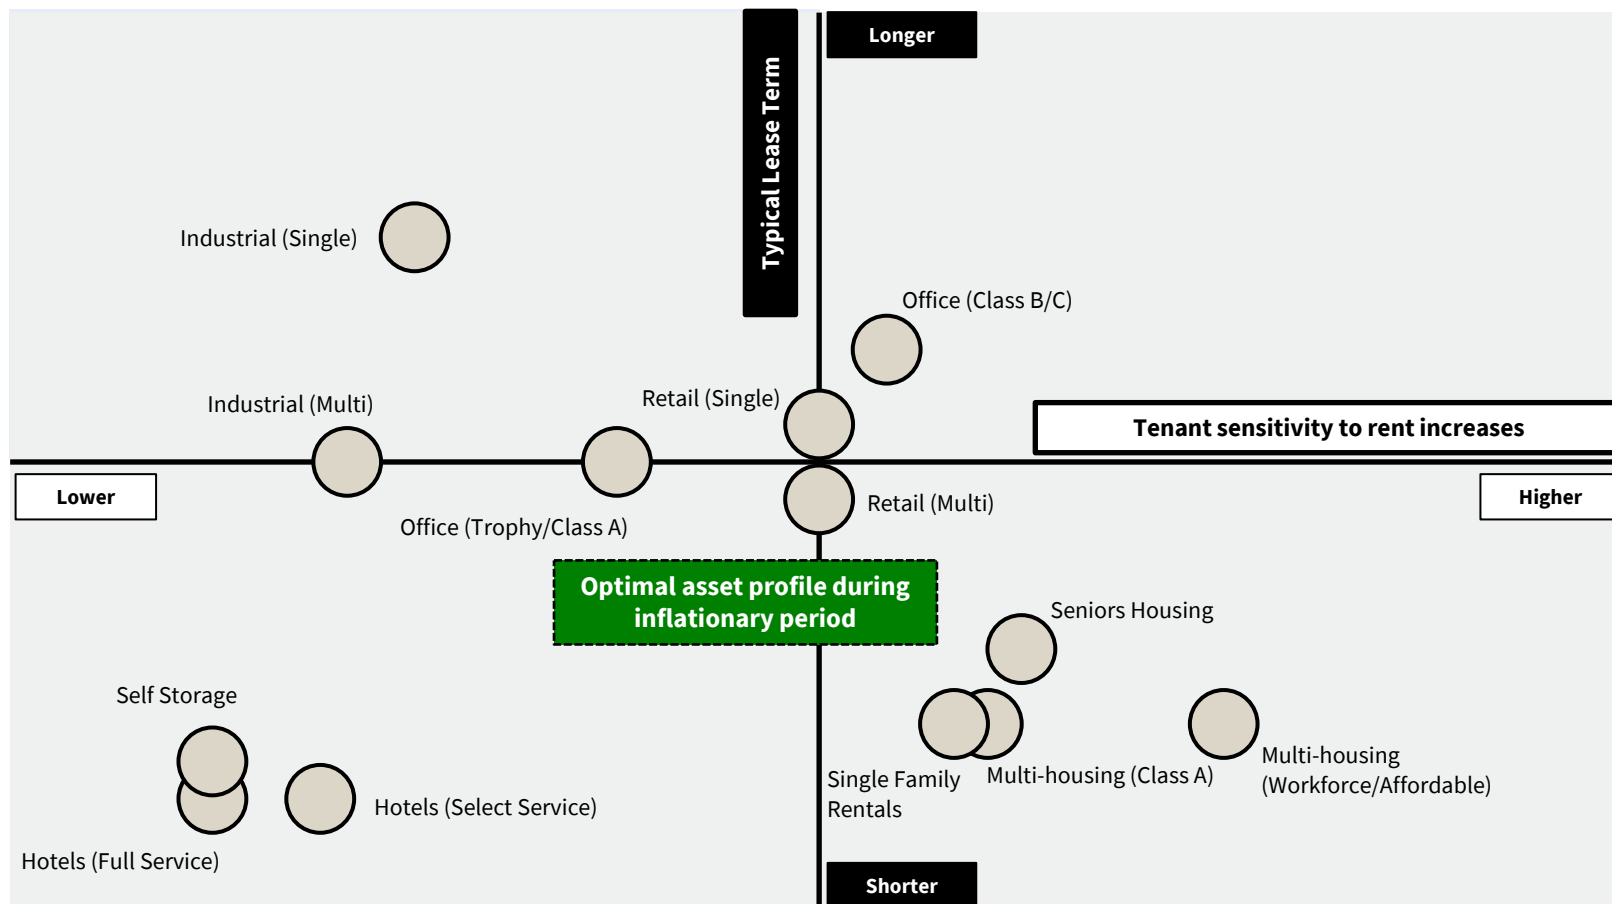 Longer
Typical Lease Term
Industrial (Single)
Office (Class B/C)
Retail (Single)
Industrial (Multi)
Tenant sensitivity to rent increases
Lower
Higher
Retail (Multi)
Office (Trophy/Class A)
Optimal asset profile during
inflationary period
Seniors Housing
Self Storage
Multi-housing
(Workforce/Affordable)
Single Family
Rentals
Multi-housing (Class A)
Hotels (Select Service)
Hotels (Full Service)
Shorter